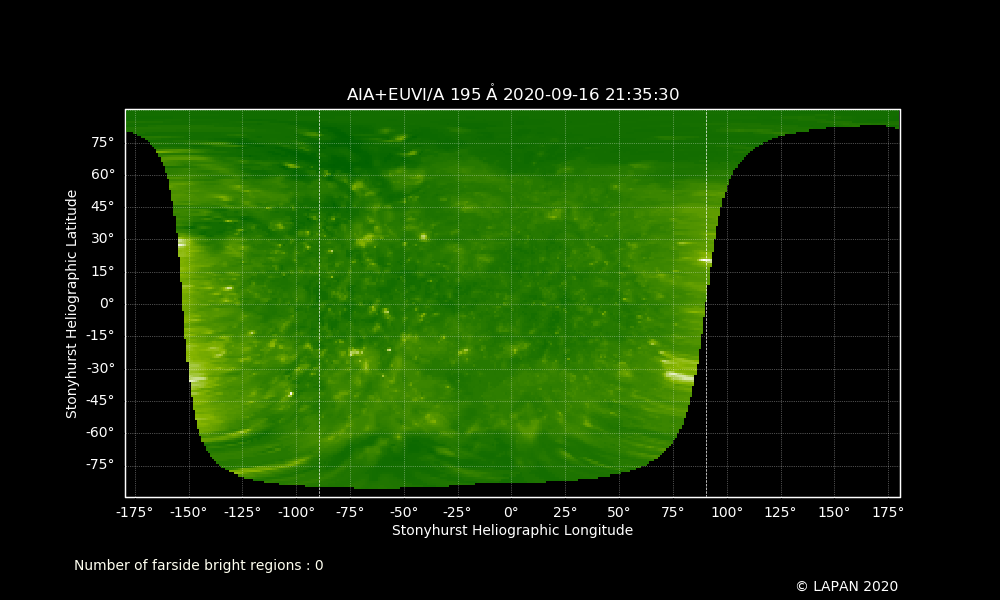 AIA+EUVI/A 195 Å 2020-09-16 21:35:30
75°
60°
45°
30°
15°
0°
-15°
-30°
-45°
-60°
-75°
Stonyhurst Heliographic Latitude
-175° -150° -125° -100° -75° -50° -25° 0° 25° 50° 75° 100° 125° 150° 175°
Stonyhurst Heliographic Longitude
Number of farside bright regions : 0
© LAPAN 2020